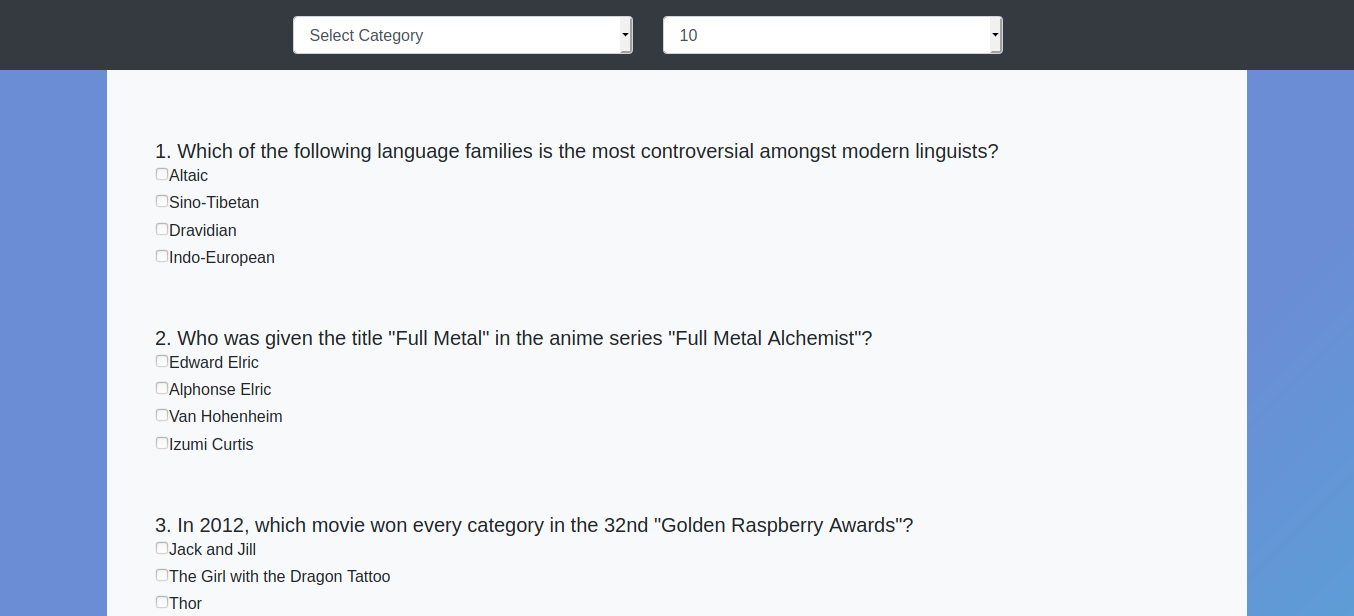 Select Category
10
1. Which of the following language families is the most controversial amongst modern linguists?
Altaic
Sino-Tibetan
Dravidian
Indo-European
2. Who was given the title "Full Metal" in the anime series "Full Metal Alchemist"?
Edward Elric
Alphonse Elric
Van Hohenheim
Izumi Curtis
3. In 2012, which movie won every category in the 32nd "Golden Raspberry Awards"?
Jack and Jill
The Girl with the Dragon Tattoo
Thor